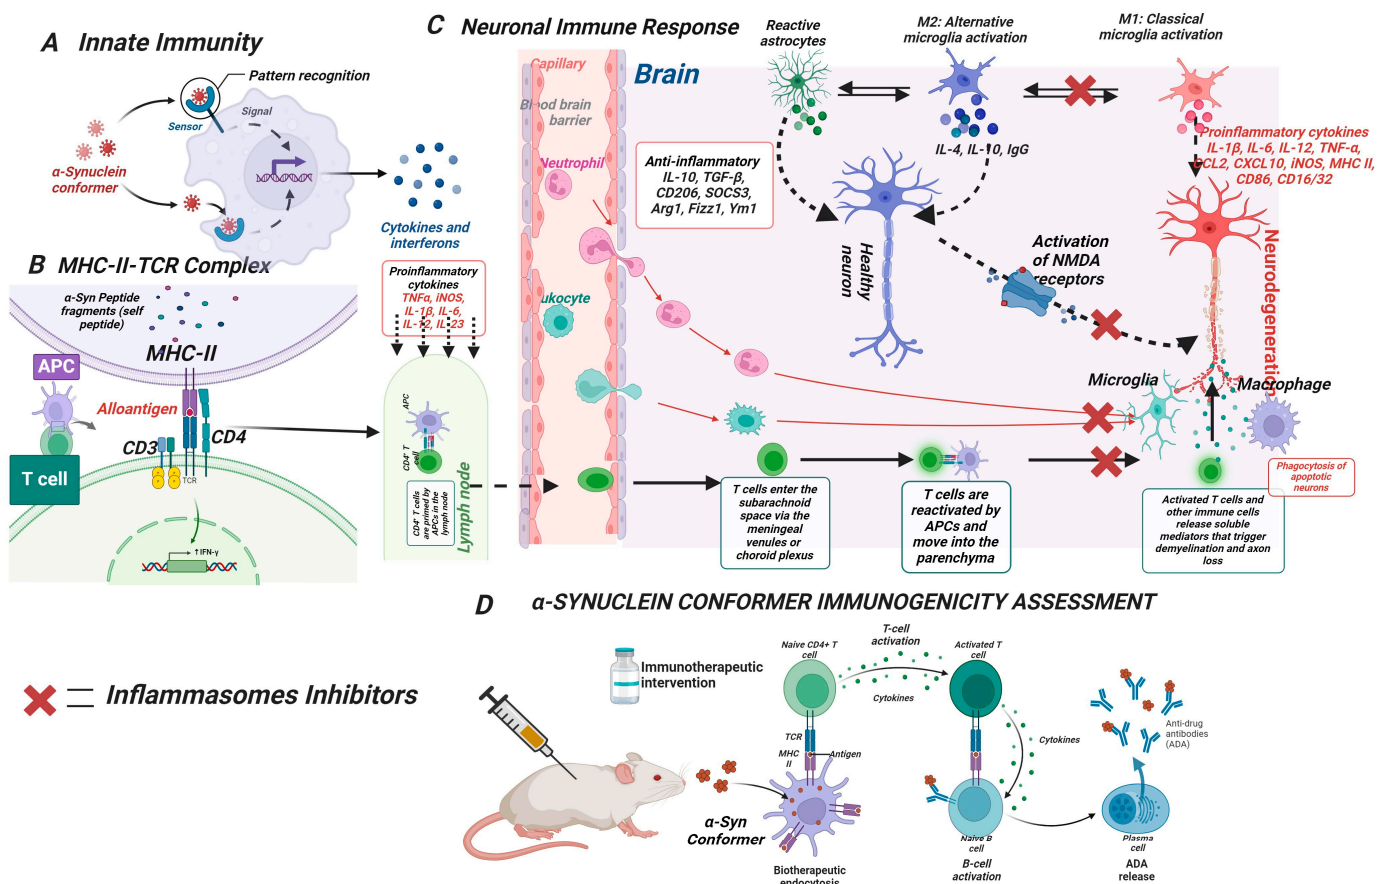 A Innate Immunity
Pattern recognition
Sensor
Signal
α-Synuclein
conformer
Cytokines and
interferons
B MHC-II-TCR Complex
α-Syn Peptide
fragments (self
peptide)
MHC-II
APC
Alloantigen
CD3
CD4
T cell
TCR
↑IFN-γ
Proinflammatory
cytokines
TNFα, iNOS,
IL-1β, IL-6,
IL-12, IL-23
APC
CD4⁺ T
cell
CD4⁺ T cells
are primed by
APCs in the
lymph node
Lymph node
C Neuronal Immune Response
Capillary
Blood brain
barrier
Neutrophil
ukocyte
Brain
Reactive
astrocytes
M2: Alternative
microglia activation
M1: Classical
microglia activation
IL-4, IL-10, IgG
Anti-inflammatory
IL-10, TGF-β,
CD206, SOCS3,
Arg1, Fizz1, Ym1
Proinflammatory cytokines
IL-1β, IL-6, IL-12, TNF-α,
CCL2, CXCL10, iNOS, MHC II,
CD86, CD16/32
Healthy
neuron
Activation
of NMDA
receptors
Neurodegeneration
Microglia
Macrophage
Phagocytosis of
apoptotic
neurons
T cells enter the
subarachnoid
space via the
meningeal
venules or
choroid plexus
T cells are
reactivated by
APCs and
move into the
parenchyma
Activated T cells and
other immune cells
release soluble
mediators that trigger
demyelination and axon
loss
Inflammasomes Inhibitors
D α-SYNUCLEIN CONFORMER IMMUNOGENICITY ASSESSMENT
Immunotherapeutic
intervention
α-Syn
Conformer
Naive CD4+ T
cell
T-cell
activation
Cytokines
Activated T
cell
TCR
MHC
II
Antigen
Cytokines
Biotherapeutic
endocytosis
Naive B
cell
B-cell
activation
Plasma
cell
ADA
release
Anti-drug
antibodies
(ADA)